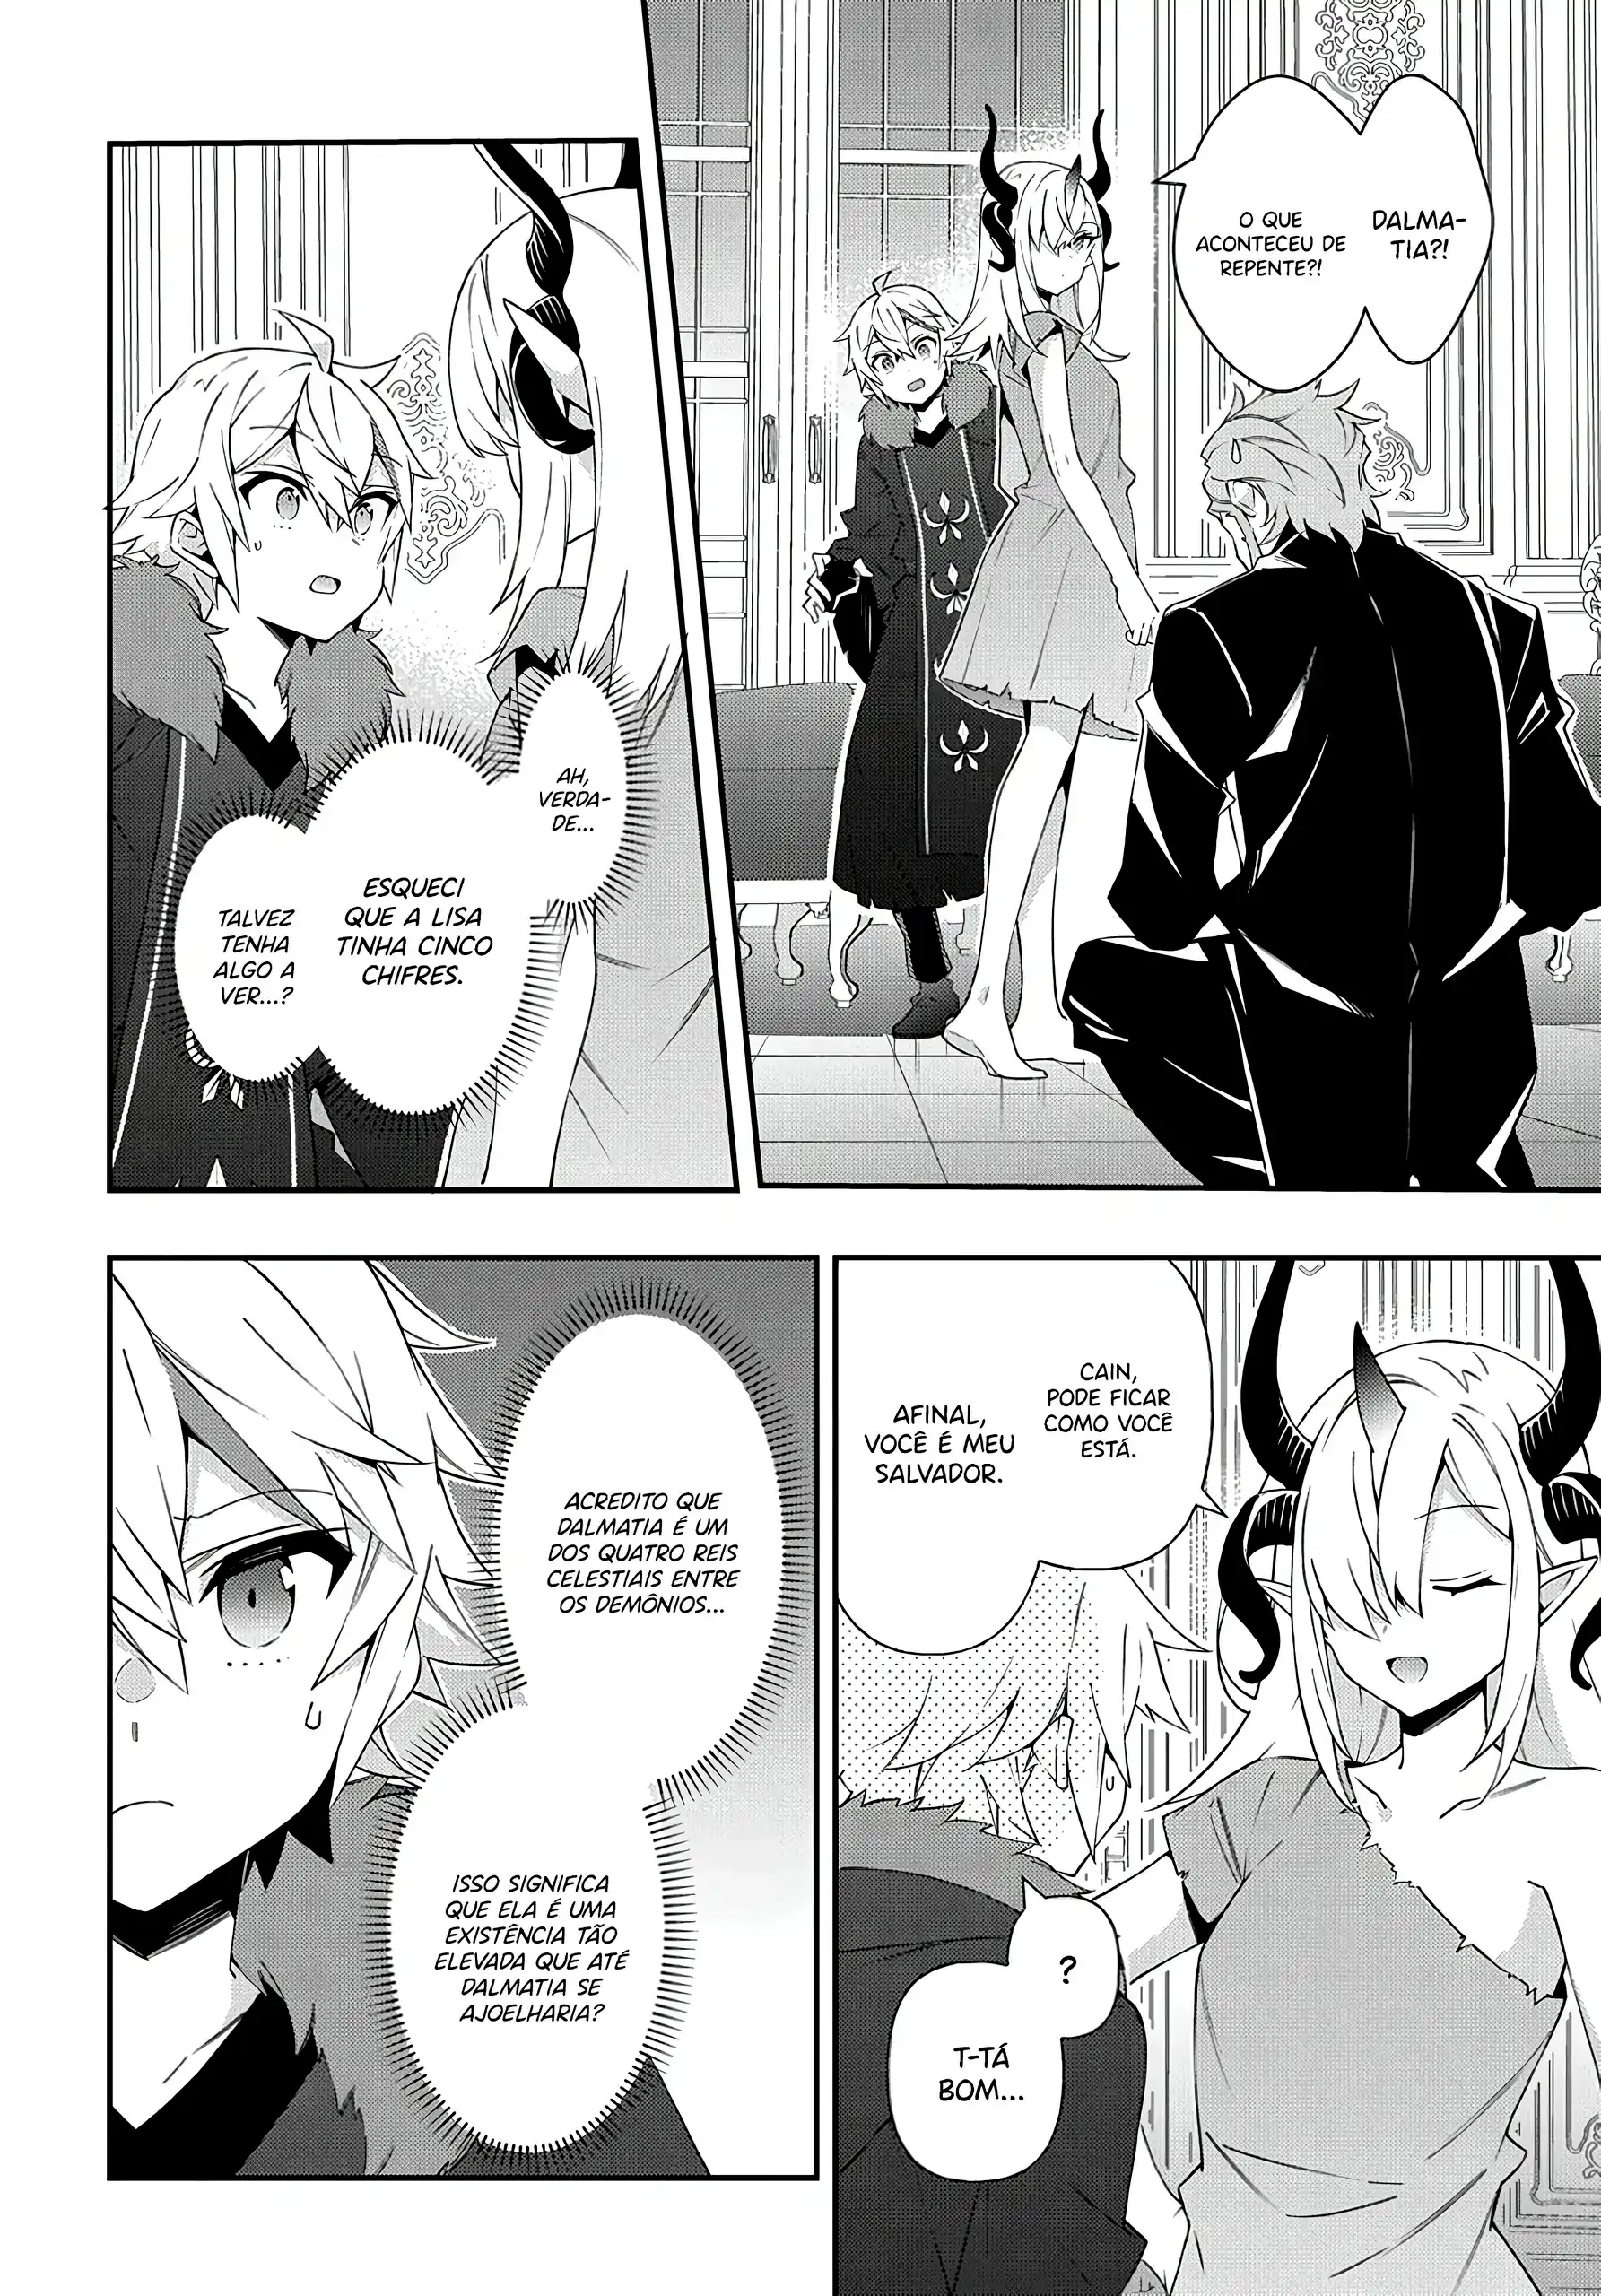 DALMA-
TIA?!
O QUE
ACONTECEU DE
REPENTE?!
AH,
VERDA-
DE...
ESQUECI
QUE A LISA
TINHA CINCO
CHIFRES.
TALVEZ
TENHA
ALGO A
VER...?
CAIN,
PODE FICAR
COMO VOCÊ
ESTÁ.
AFINAL,
VOCÊ É MEU
SALVADOR.
?
T-TÁ
BOM...
ACREDITO QUE
DALMATIA É UM
DOS QUATRO REIS
CELESTIAIS ENTRE
OS DEMÔNIOS...
ISSO SIGNIFICA
QUE ELA É UMA
EXISTÊNCIA TÃO
ELEVADA QUE ATÉ
DALMATIA SE
AJOELHARIA?